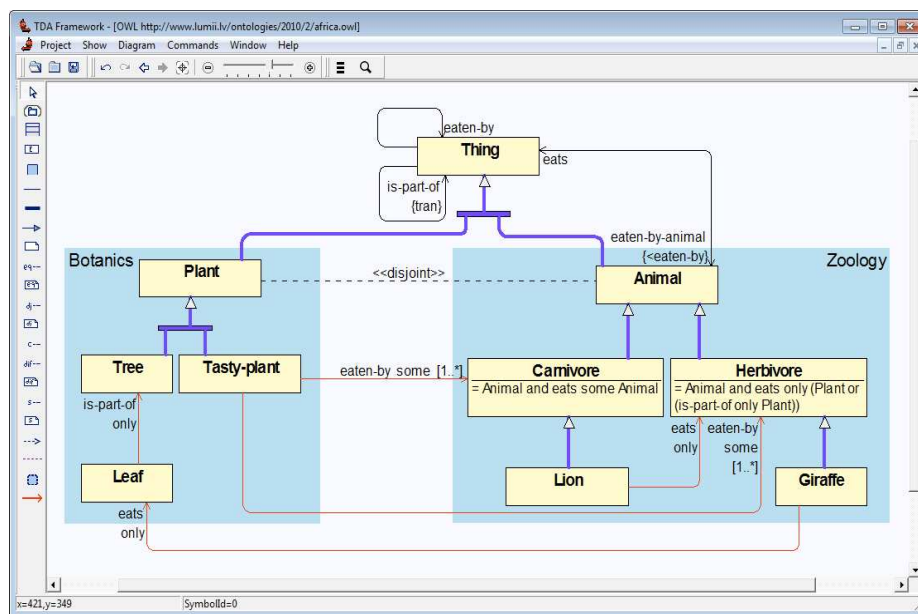 TDA Framework - [OWL http://www.lumii.lv/ontologies/2010/2/africa.owl]
Project Show Diagram Commands Window Help
eaten-by
Thing
eats
is-part-of
{tran}
eaten-by-animal
{<eaten-by}
Botanics
Zoology
Plant
<<disjoint>>
Animal
Tree
Tasty-plant
eaten-by some [1..*]
Carnivore
= Animal and eats some Animal
Herbivore
= Animal and eats only (Plant or
(is-part-of only Plant))
is-part-of
only
eats
only
eaten-by
some
[1..*]
Leaf
Lion
Giraffe
eats
only
x=421,y=349
SymbolId=0